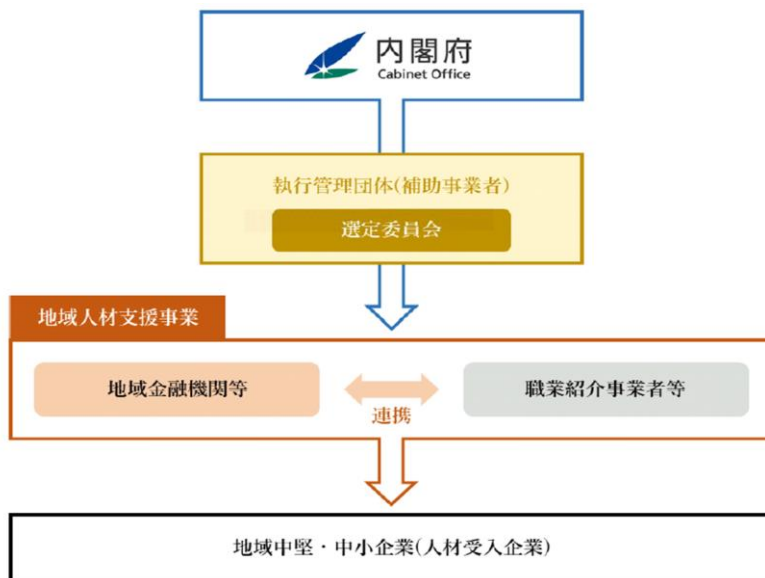 内閣府
Cabinet Office
執行管理団体(補助事業者)
選定委員会
地域人材支援事業
地域金融機関等
職業紹介事業者等
連携
地域中堅・中小企業(人材受入企業)